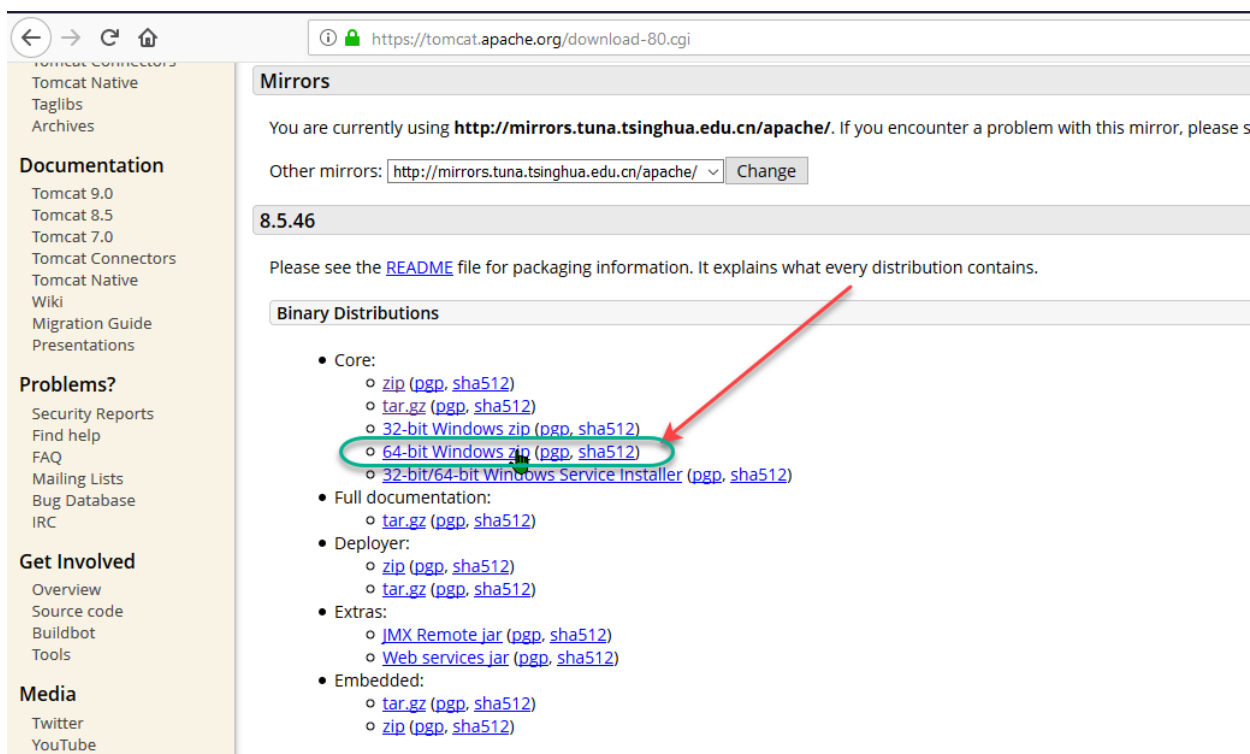 https://tomcat.apache.org/download-80.cgi
Tomcat Connectors
Tomcat Native
Taglibs
Archives
Documentation
Tomcat 9.0
Tomcat 8.5
Tomcat 7.0
Tomcat Connectors
Tomcat Native
Wiki
Migration Guide
Presentations
Problems?
Security Reports
Find help
FAQ
Mailing Lists
Bug Database
IRC
Get Involved
Overview
Source code
Buildbot
Tools
Media
Twitter
YouTube
Mirrors
You are currently using http://mirrors.tuna.tsinghua.edu.cn/apache/. If you encounter a problem with this mirror, please s
Other mirrors: http://mirrors.tuna.tsinghua.edu.cn/apache/ Change
8.5.46
Please see the README file for packaging information. It explains what every distribution contains.
Binary Distributions
Core:
zip (pgp, sha512)
tar.gz (pgp, sha512)
32-bit Windows zip (pgp, sha512)
64-bit Windows zip (pgp, sha512)
32-bit/64-bit Windows Service Installer (pgp, sha512)
Full documentation:
tar.gz (pgp, sha512)
Deployer:
zip (pgp, sha512)
tar.gz (pgp, sha512)
Extras:
JMX Remote jar (pgp, sha512)
Web services jar (pgp, sha512)
Embedded:
tar.gz (pgp, sha512)
zip (pgp, sha512)